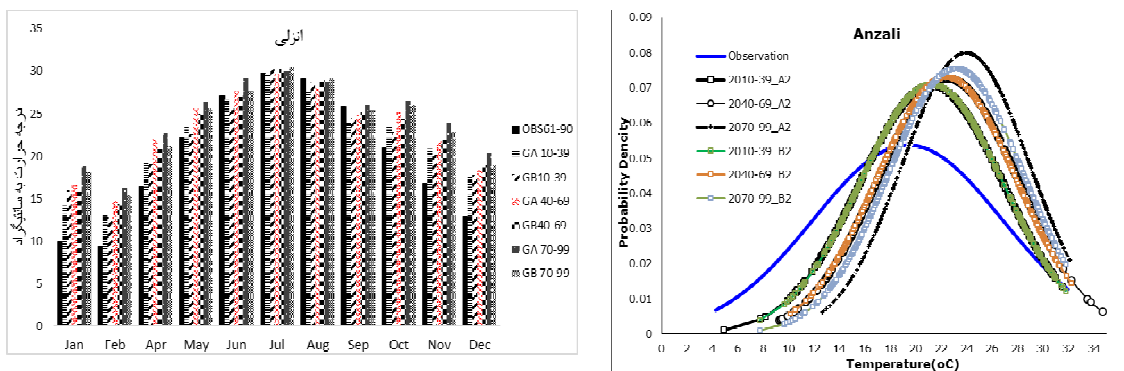 انزلی
درجه حرارت به سانتیگراد
35
30
25
20
15
10
5
0
Jan Feb Apr May Jun Jul Aug Sep Oct Nov Dec
OBS61-90
GA 10-39
GB10-39
GA 40-69
GB40-69
GA 70-99
GB 70-99
Anzali
Probability Dencity
0.09
0.08
0.07
0.06
0.05
0.04
0.03
0.02
0.01
0
Observation
2010-39_A2
2040-69_A2
2070-99_A2
2010-39_B2
2040-69_B2
2070-99_B2
0 2 4 6 8 10 12 14 16 18 20 22 24 26 28 30 32 34
Temperature(oC)